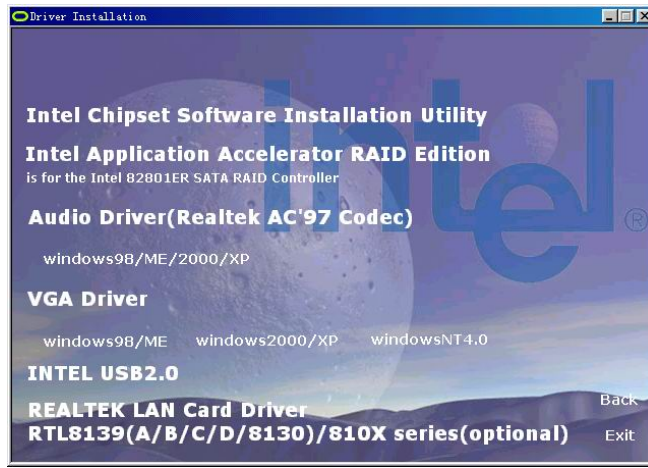 Driver Installation
Intel Chipset Software Installation Utility
Intel Application Accelerator RAID Edition
is for the Intel 82801ER SATA RAID Controller
Audio Driver(Realtek AC'97 Codec)
windows98/ME/2000/XP
VGA Driver
windows98/ME windows2000/XP windowsNT4.0
INTEL USB2.0
REALTEK LAN Card Driver
RTL8139(A/B/C/D/8130)/810X series(optional)
Back
Exit
intel®